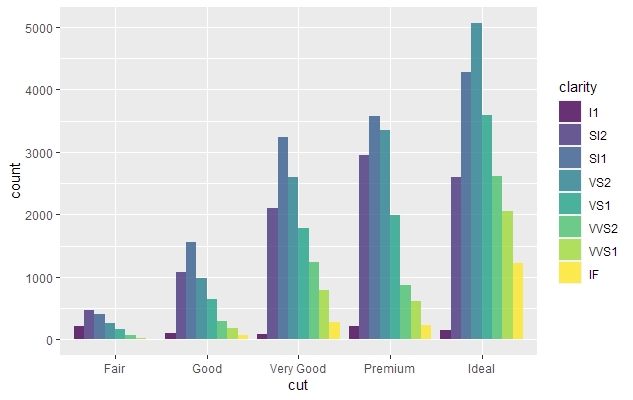 5000
4000
3000
2000
1000
0
count
Fair Good Very Good Premium Ideal
cut
clarity
I1
SI2
SI1
VS2
VS1
VVS2
VVS1
IF